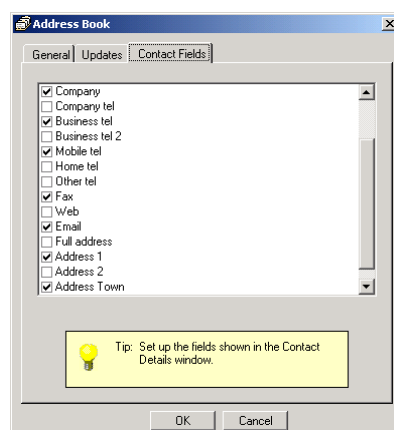 Address Book
General Updates Contact Fields
Company
Company tel
Business tel
Business tel 2
Mobile tel
Home tel
Other tel
Fax
Web
Email
Full address
Address 1
Address 2
Address Town
Tip: Set up the fields shown in the Contact
Details window.
OK Cancel